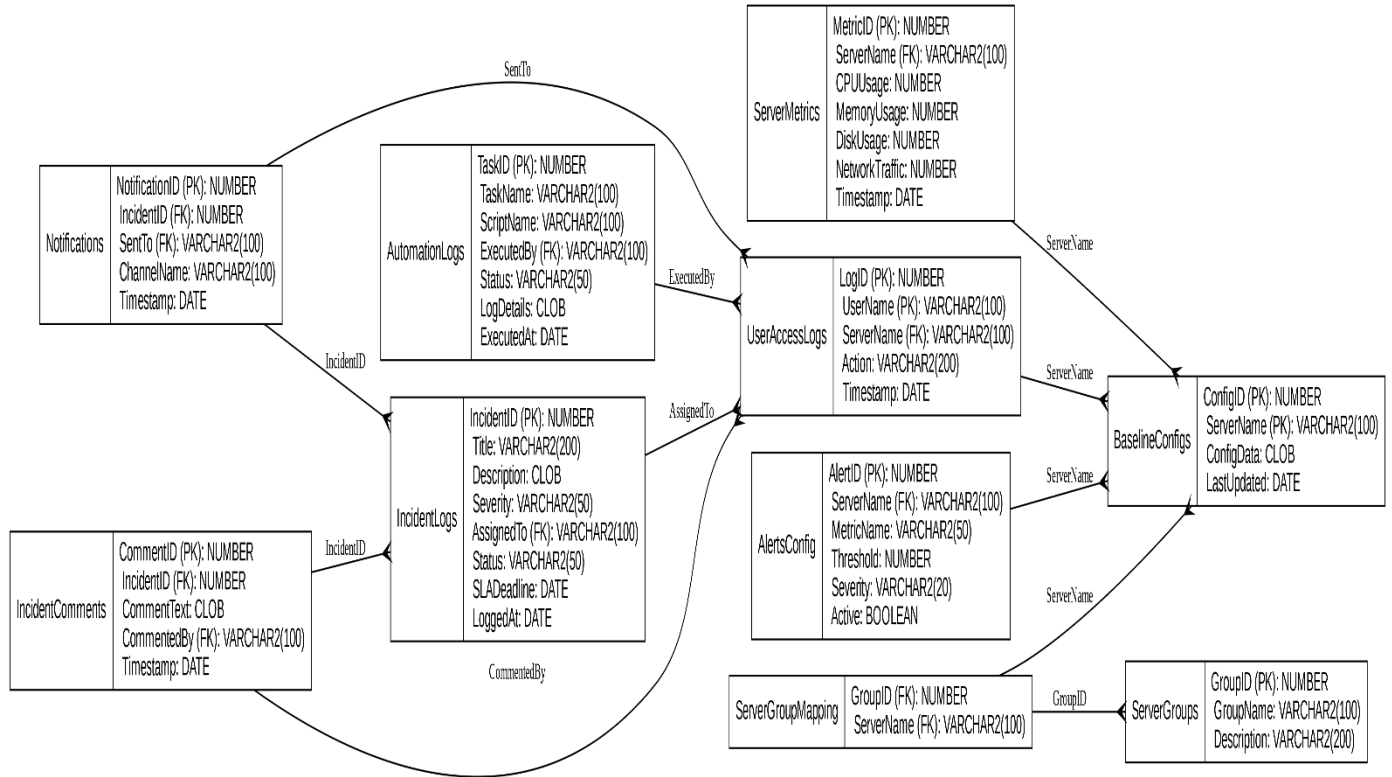 SentTo
Notifications
NotificationID (PK): NUMBER
IncidentID (FK): NUMBER
SentTo (FK): VARCHAR2(100)
ChannelName: VARCHAR2(100)
Timestamp: DATE
AutomationLogs
TaskID (PK): NUMBER
TaskName: VARCHAR2(100)
ScriptName: VARCHAR2(100)
ExecutedBy (FK): VARCHAR2(100)
Status: VARCHAR2(50)
LogDetails: CLOB
ExecutedAt: DATE
ServerMetrics
MetricID (PK): NUMBER
ServerName (FK): VARCHAR2(100)
CPUUsage: NUMBER
MemoryUsage: NUMBER
DiskUsage: NUMBER
NetworkTraffic: NUMBER
Timestamp: DATE
ServerName
ExecutedBy
UserAccessLogs
LogID (PK): NUMBER
UserName (PK): VARCHAR2(100)
ServerName (FK): VARCHAR2(100)
Action: VARCHAR2(200)
Timestamp: DATE
ServerName
IncidentID
AssignedTo
IncidentLogs
IncidentID (PK): NUMBER
Title: VARCHAR2(200)
Description: CLOB
Severity: VARCHAR2(50)
AssignedTo (FK): VARCHAR2(100)
Status: VARCHAR2(50)
SLADeadline: DATE
LoggedAt: DATE
BaselineConfigs
ConfigID (PK): NUMBER
ServerName (PK): VARCHAR2(100)
ConfigData: CLOB
LastUpdated: DATE
AlertsConfig
AlertID (PK): NUMBER
ServerName (FK): VARCHAR2(100)
MetricName: VARCHAR2(50)
Threshold: NUMBER
Severity: VARCHAR2(20)
Active: BOOLEAN
ServerName
IncidentID
IncidentComments
CommentID (PK): NUMBER
IncidentID (FK): NUMBER
CommentText: CLOB
CommentedBy (FK): VARCHAR2(100)
Timestamp: DATE
CommentedBy
ServerName
ServerGroupMapping
GroupID (FK): NUMBER
ServerName (FK): VARCHAR2(100)
GroupID
ServerGroups
GroupID (PK): NUMBER
GroupName: VARCHAR2(100)
Description: VARCHAR2(200)